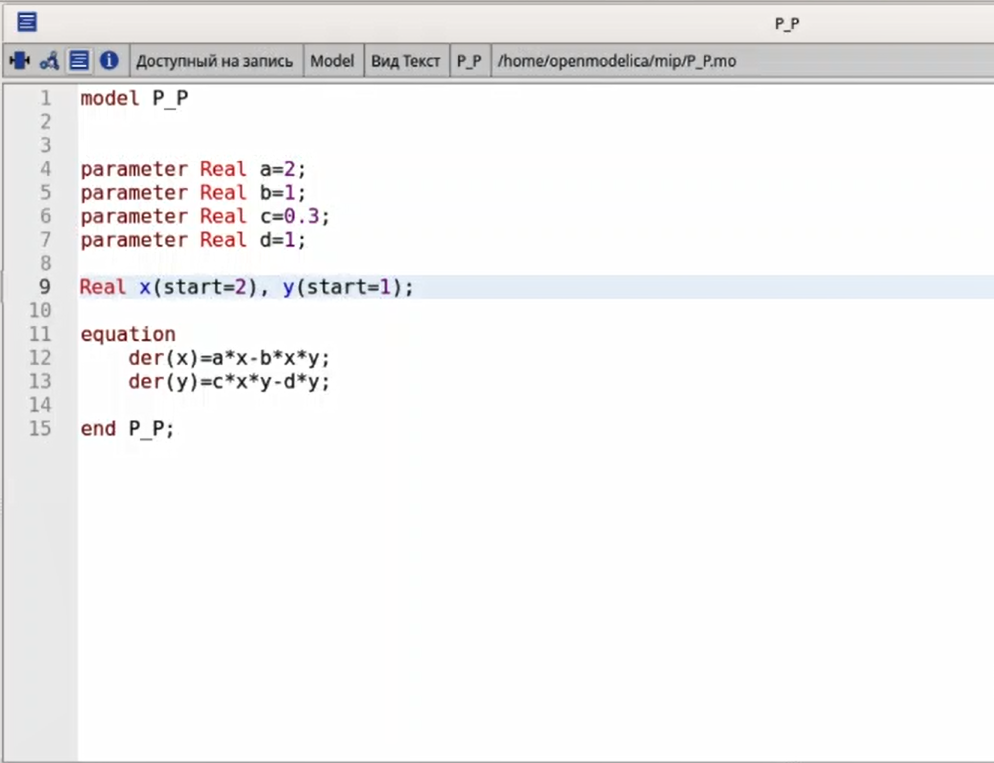 P_P
Доступный на запись Model Вид Текст P_P /home/openmodelica/mip/P_P.mo
1 model P_P
2
3
4 parameter Real a=2;
5 parameter Real b=1;
6 parameter Real c=0.3;
7 parameter Real d=1;
8
9 Real x(start=2), y(start=1);
10
11 equation
12     der(x)=a*x-b*x*y;
13     der(y)=c*x*y-d*y;
14
15 end P_P;